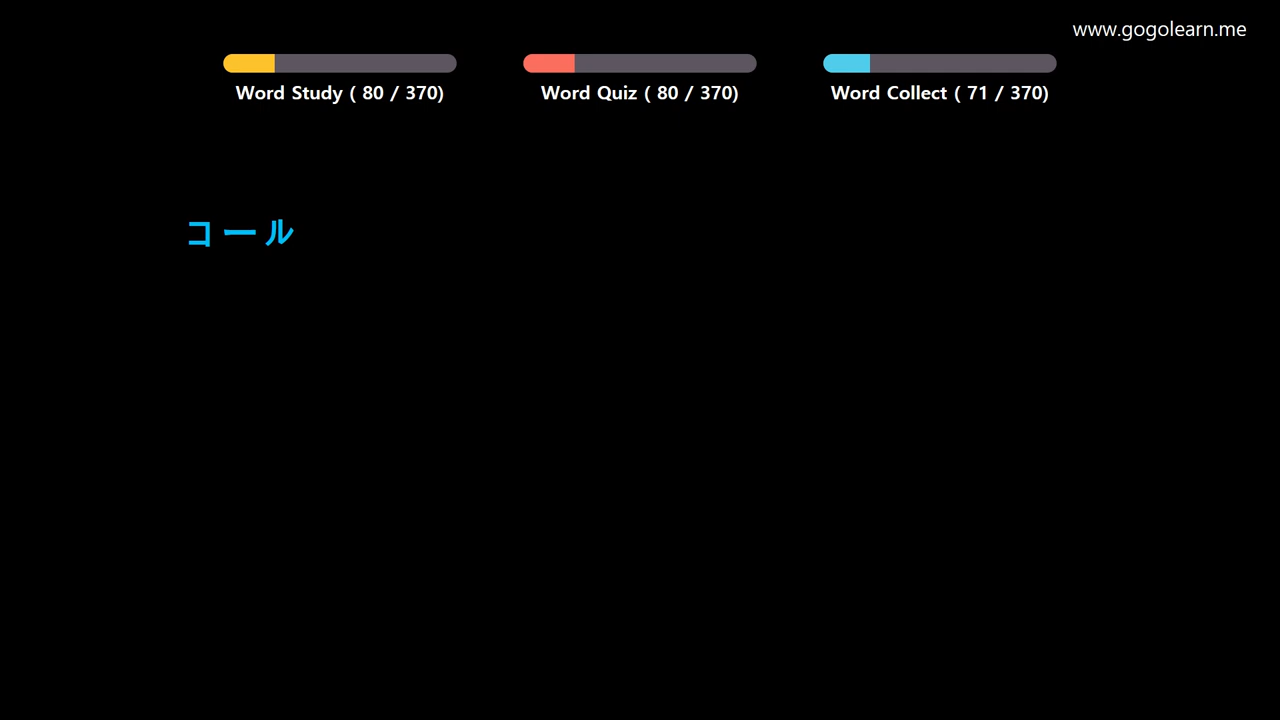 www.gogolearn.me
Word Study ( 80 / 370)
Word Quiz ( 80 / 370)
Word Collect ( 71 / 370)
コール